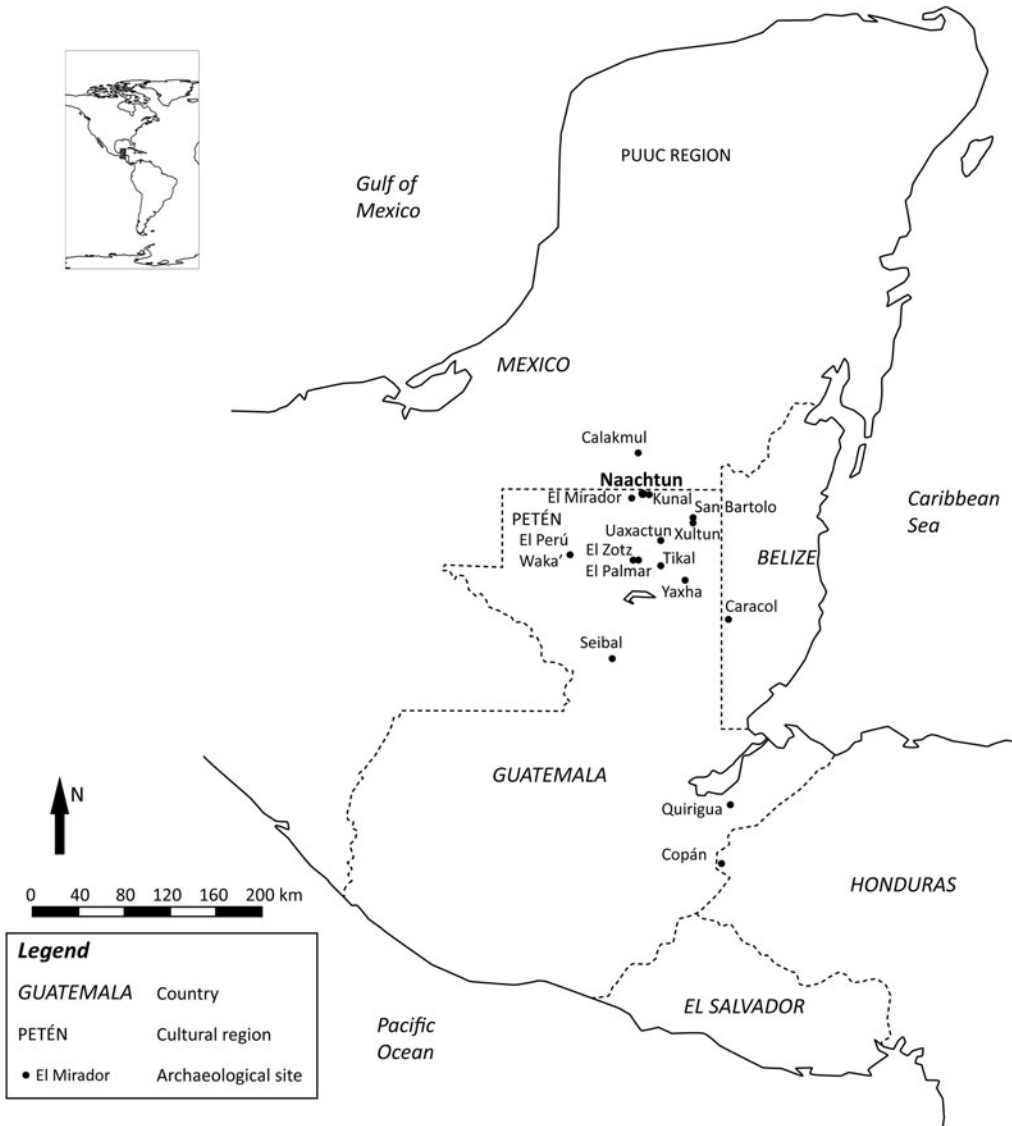 PUUC REGION
Gulf of
Mexico
MEXICO
Calakmul
Naachtun
El Mirador
Kunal
San Bartolo
PETÉN
Uaxactun
Xultun
El Perú
Waka’
El Zotz
Tikal
El Palmar
BELIZE
Caribbean
Sea
Yaxha
Caracol
Seibal
GUATEMALA
Quirigua
Copán
HONDURAS
N
0 40 80 120 160 200 km
EL SALVADOR
Pacific
Ocean
Legend
GUATEMALA Country
PETÉN Cultural region
El Mirador Archaeological site